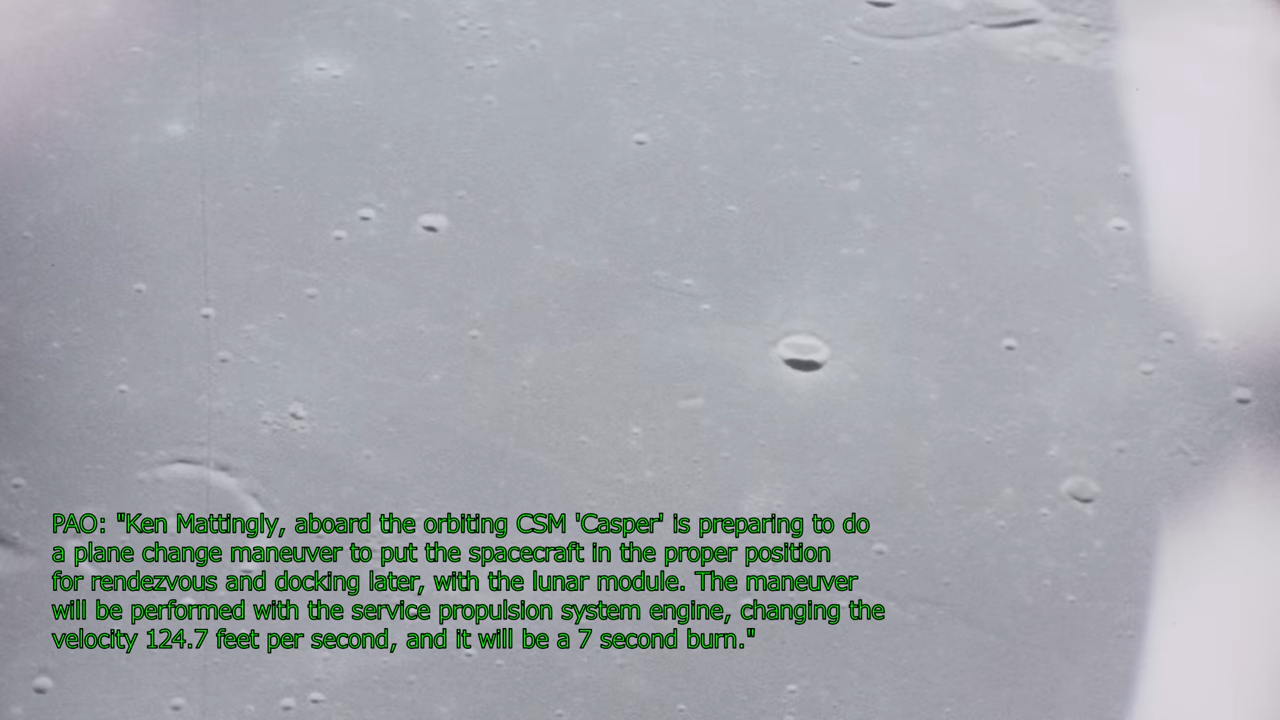 PAO: "Ken Mattingly, aboard the orbiting CSM 'Casper' is preparing to do
a plane change maneuver to put the spacecraft in the proper position
for rendezvous and docking later, with the lunar module. The maneuver
will be performed with the service propulsion system engine, changing the
velocity 124.7 feet per second, and it will be a 7 second burn."